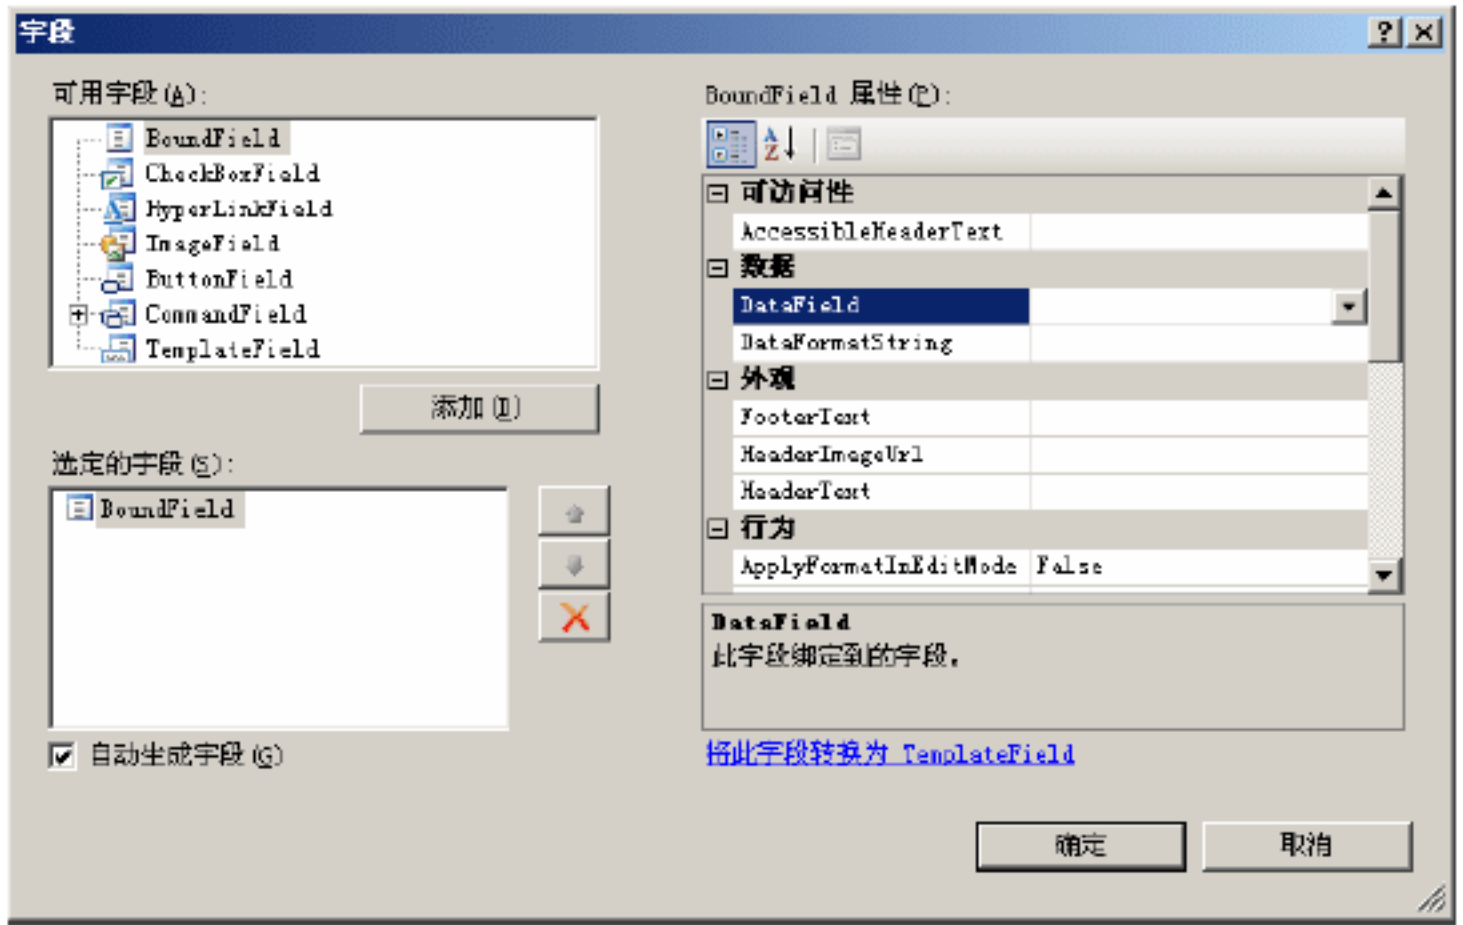 字段
可用字段(A):
BoundField
CheckBoxField
HyperLinkField
ImageField
ButtonField
CommandField
TemplateField
添加(D)
选定的字段(S):
BoundField
自动生成字段(G)
BoundField 属性(P):
可访问性
AccessibleHeaderText
数据
DataField
DataFormatString
外观
FooterText
HeaderImageUrl
HeaderText
行为
ApplyFormatInEditMode False
DataField
此字段绑定到的字段。
将此字段转换为 TemplateField
确定
取消